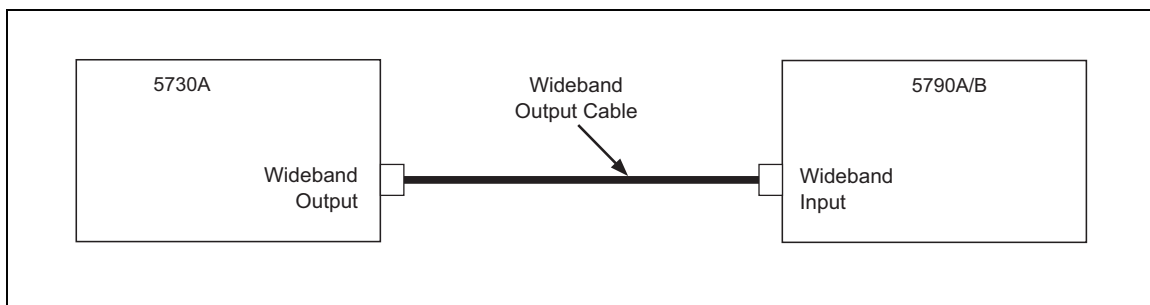 5730A
Wideband
Output
Wideband
Output Cable
5790A/B
Wideband
Input